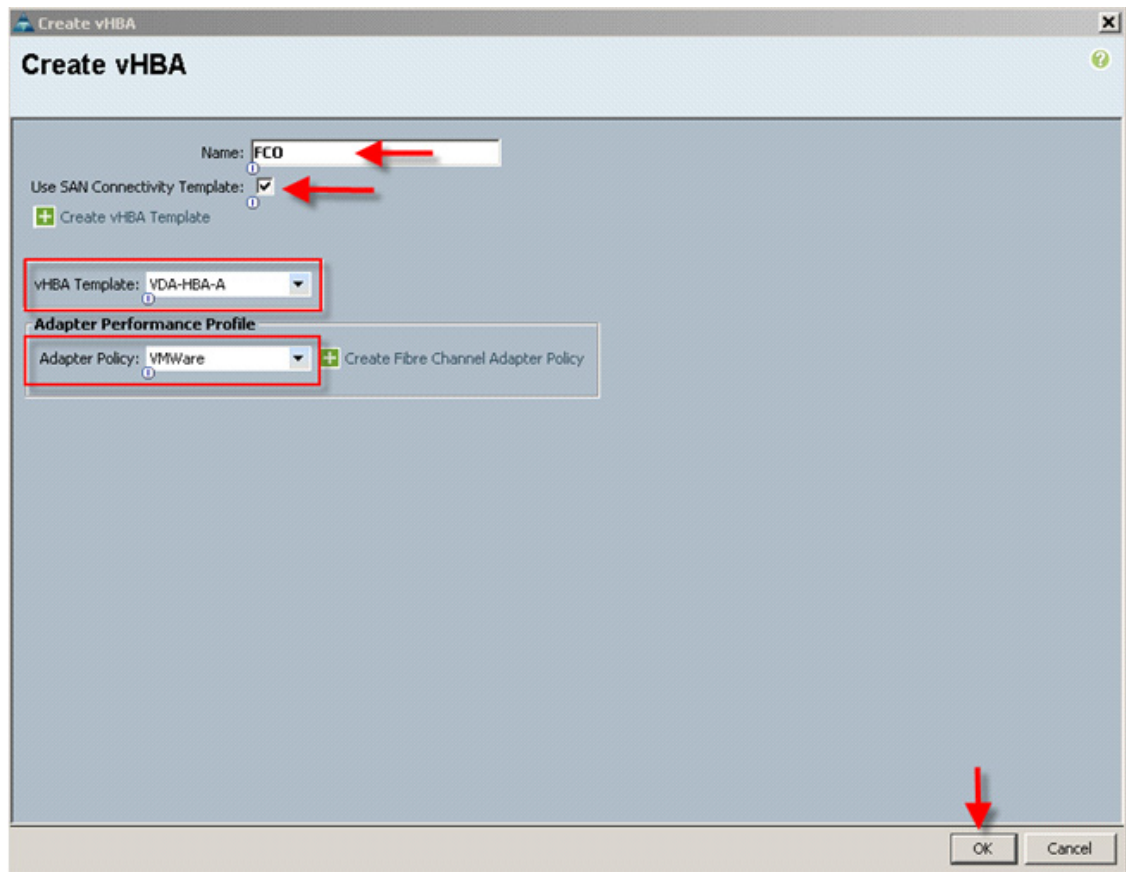 Create vHBA
Create vHBA
Name: FC0
Use SAN Connectivity Template:
Create vHBA Template
vHBA Template: VDA-HBA-A
Adapter Performance Profile
Adapter Policy: VMWare
Create Fibre Channel Adapter Policy
OK
Cancel